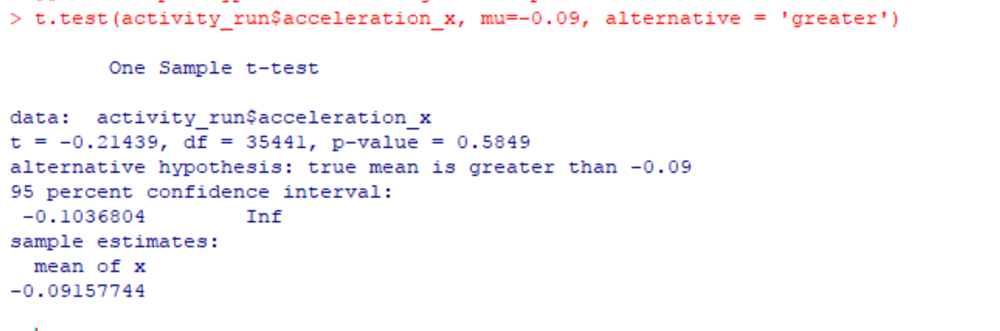 > t.test(activity_run$acceleration_x, mu=-0.09, alternative = 'greater')
One Sample t-test
data:  activity_run$acceleration_x
t = -0.21439, df = 35441, p-value = 0.5849
alternative hypothesis: true mean is greater than -0.09
95 percent confidence interval:
 -0.1036804        Inf
sample estimates:
  mean of x
-0.09157744